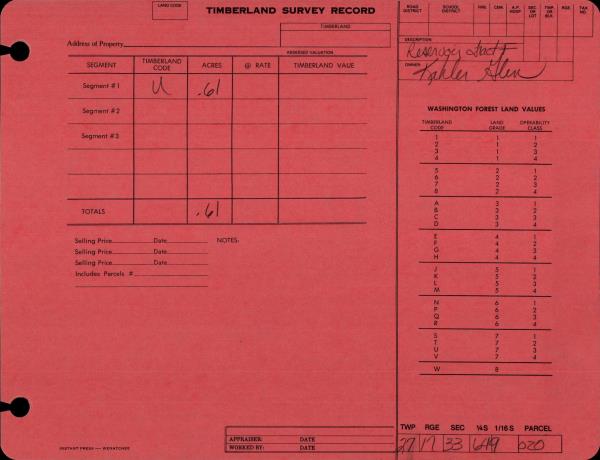 LAND CODE
TIMBERLAND SURVEY RECORD
TIMBERLAND
Address of Property
ASSESSED VALUATION
SEGMENT TIMBERLAND CODE ACRES @ RATE TIMBERLAND VAUE
Segment #1 U .61
Segment #2
Segment #3
TOTALS .61
Selling Price Date NOTES:
Selling Price Date
Selling Price Date
Includes Parcels #
INSTANT PRESS — WENATCHEE
APPRAISER: DATE
WORKED BY: DATE
ROAD DISTRICT SCHOOL DISTRICT FIRE CEM. A.P. HOSP SEC. OR LOT TWP. OR BLK. RGE TAX NO.
DESCRIPTION
Reservoy tract
OWNER
Glen
WASHINGTON FOREST LAND VALUES
TIMBERLAND CODE LAND GRADE OPERABILITY CLASS
1 1 1
2 1 2
3 1 3
4 1 4
5 2 1
6 2 2
7 2 3
8 2 4
A 3 1
B 3 2
C 3 3
D 3 4
E 4 1
F 4 2
G 4 3
H 4 4
J 5 1
K 5 2
L 5 3
M 5 4
N 6 1
P 6 2
Q 6 3
R 6 4
S 7 1
T 7 2
U 7 3
V 7 4
W 8
TWP RGE SEC ¼S 1/16 S PARCEL
27 17 33 649 020